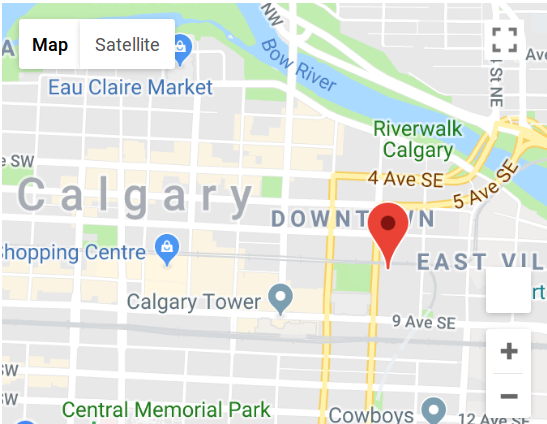 NW
Map
Satellite
Bow River
St NE
Ave
Eau Claire Market
Riverwalk
Calgary
e SW
4 Ave SE
5 Ave SE
Calgary
DOWNTOWN
Shopping Centre
EAST VIL
Calgary Tower
rt
9 Ave SE
SW
SW
Central Memorial Park
Cowboys
12 Ave SE